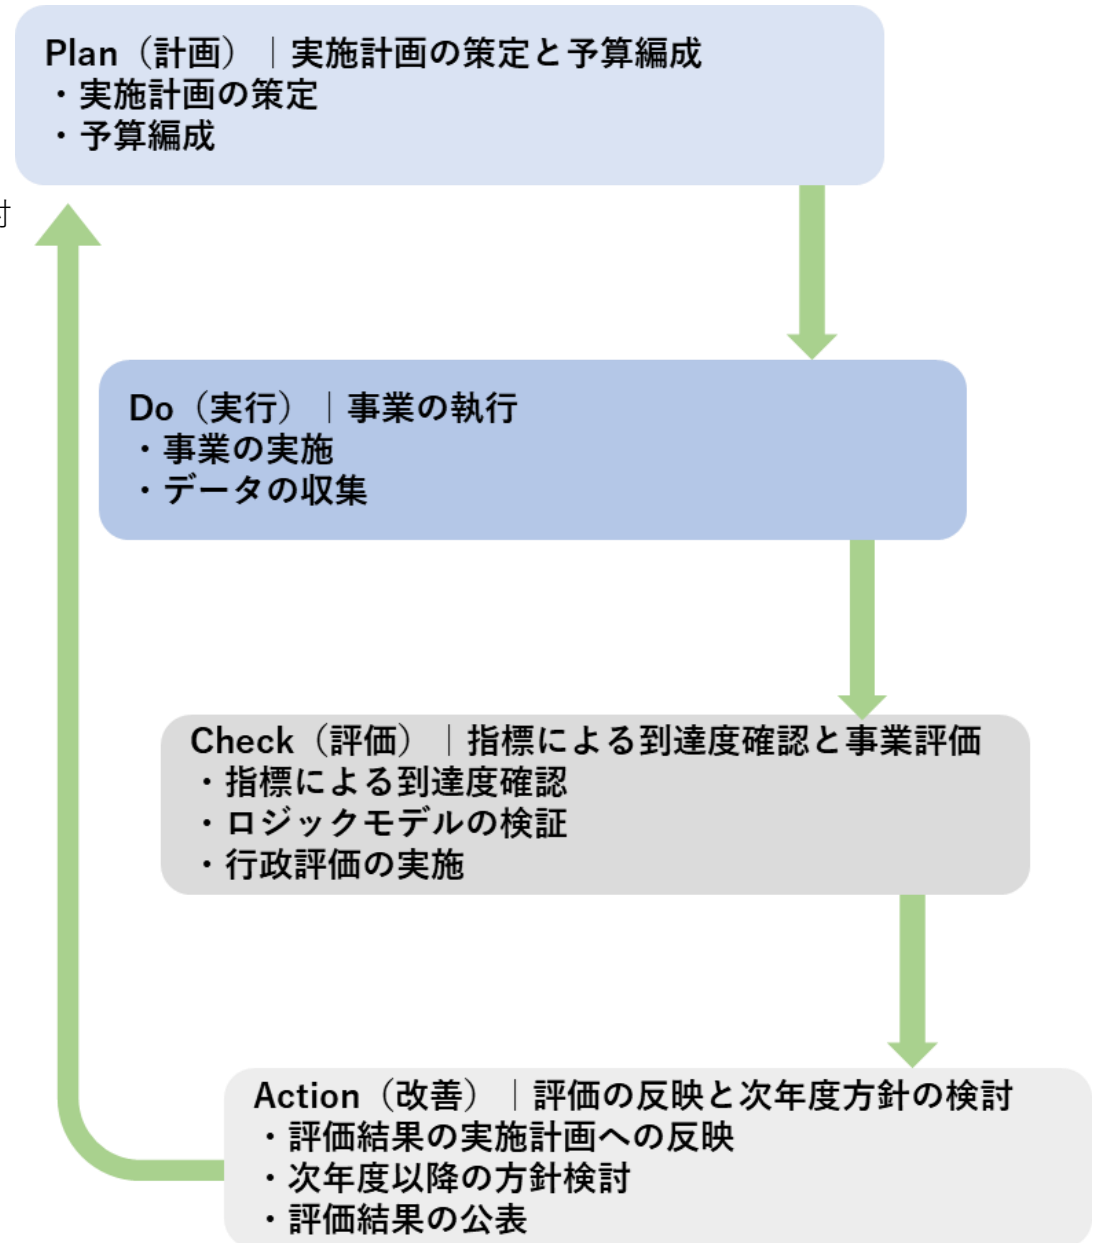 Plan（計画）｜実施計画の策定と予算編成
・実施計画の策定
・予算編成
Do（実行）｜事業の執行
・事業の実施
・データの収集
Check（評価）｜指標による到達度確認と事業評価
・指標による到達度確認
・ロジックモデルの検証
・行政評価の実施
Action（改善）｜評価の反映と次年度方針の検討
・評価結果の実施計画への反映
・次年度以降の方針検討
・評価結果の公表